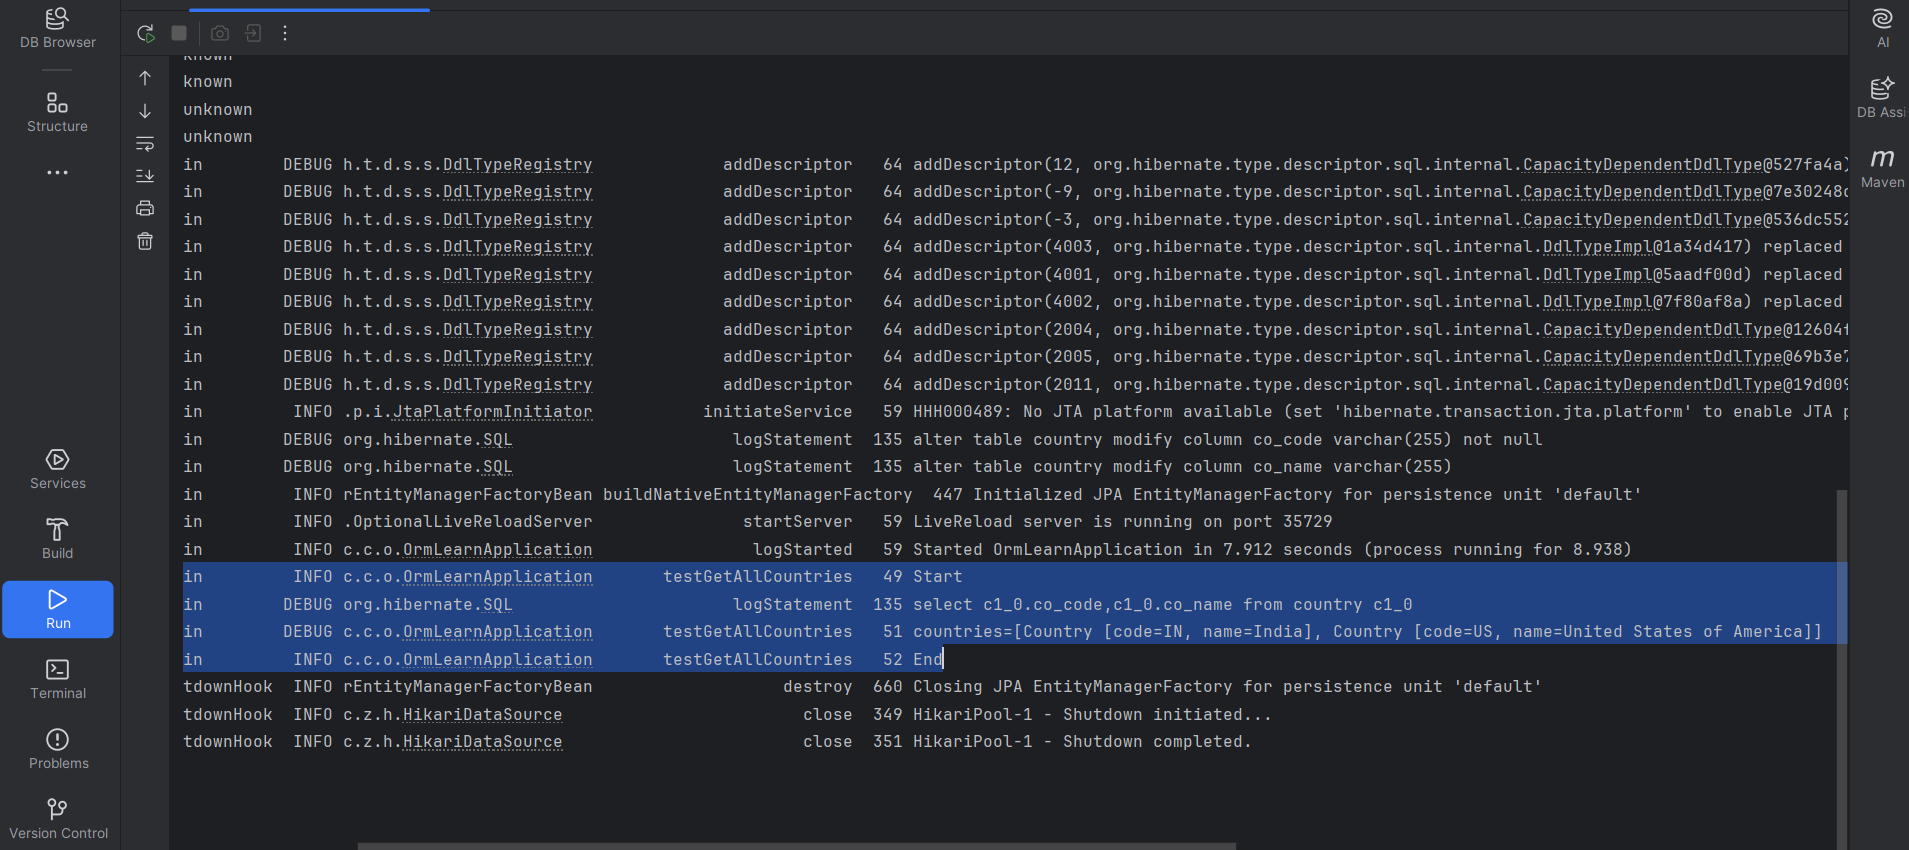 DB Browser
Structure
Services
Build
Run
Terminal
Problems
Version Control
known
known
unknown
unknown
in DEBUG h.t.d.s.s.DdlTypeRegistry addDescriptor 64 addDescriptor(12, org.hibernate.type.descriptor.sql.internal.CapacityDependentDdlType@527fa4a)
in DEBUG h.t.d.s.s.DdlTypeRegistry addDescriptor 64 addDescriptor(-9, org.hibernate.type.descriptor.sql.internal.CapacityDependentDdlType@7e30248c
in DEBUG h.t.d.s.s.DdlTypeRegistry addDescriptor 64 addDescriptor(-3, org.hibernate.type.descriptor.sql.internal.CapacityDependentDdlType@536dc552
in DEBUG h.t.d.s.s.DdlTypeRegistry addDescriptor 64 addDescriptor(4003, org.hibernate.type.descriptor.sql.internal.DdlTypeImpl@1a34d417) replaced
in DEBUG h.t.d.s.s.DdlTypeRegistry addDescriptor 64 addDescriptor(4001, org.hibernate.type.descriptor.sql.internal.DdlTypeImpl@5aadf00d) replaced
in DEBUG h.t.d.s.s.DdlTypeRegistry addDescriptor 64 addDescriptor(4002, org.hibernate.type.descriptor.sql.internal.DdlTypeImpl@7f80af8a) replaced
in DEBUG h.t.d.s.s.DdlTypeRegistry addDescriptor 64 addDescriptor(2004, org.hibernate.type.descriptor.sql.internal.CapacityDependentDdlType@12604f
in DEBUG h.t.d.s.s.DdlTypeRegistry addDescriptor 64 addDescriptor(2005, org.hibernate.type.descriptor.sql.internal.CapacityDependentDdlType@69b3e7
in DEBUG h.t.d.s.s.DdlTypeRegistry addDescriptor 64 addDescriptor(2011, org.hibernate.type.descriptor.sql.internal.CapacityDependentDdlType@19d009
in INFO .p.i.JtaPlatformInitiator initiateService 59 HHH000489: No JTA platform available (set 'hibernate.transaction.jta.platform' to enable JTA p
in DEBUG org.hibernate.SQL logStatement 135 alter table country modify column co_code varchar(255) not null
in DEBUG org.hibernate.SQL logStatement 135 alter table country modify column co_name varchar(255)
in INFO rEntityManagerFactoryBean buildNativeEntityManagerFactory 447 Initialized JPA EntityManagerFactory for persistence unit 'default'
in INFO .OptionalLiveReloadServer startServer 59 LiveReload server is running on port 35729
in INFO c.c.o.OrmLearnApplication logStarted 59 Started OrmLearnApplication in 7.912 seconds (process running for 8.938)
in INFO c.c.o.OrmLearnApplication testGetAllCountries 49 Start
in DEBUG org.hibernate.SQL logStatement 135 select c1_0.co_code,c1_0.co_name from country c1_0
in DEBUG c.c.o.OrmLearnApplication testGetAllCountries 51 countries=[Country [code=IN, name=India], Country [code=US, name=United States of America]]
in INFO c.c.o.OrmLearnApplication testGetAllCountries 52 End
tdownHook INFO rEntityManagerFactoryBean destroy 660 Closing JPA EntityManagerFactory for persistence unit 'default'
tdownHook INFO c.z.h.HikariDataSource close 349 HikariPool-1 - Shutdown initiated...
tdownHook INFO c.z.h.HikariDataSource close 351 HikariPool-1 - Shutdown completed.
AI
DB Assi
m
Maven